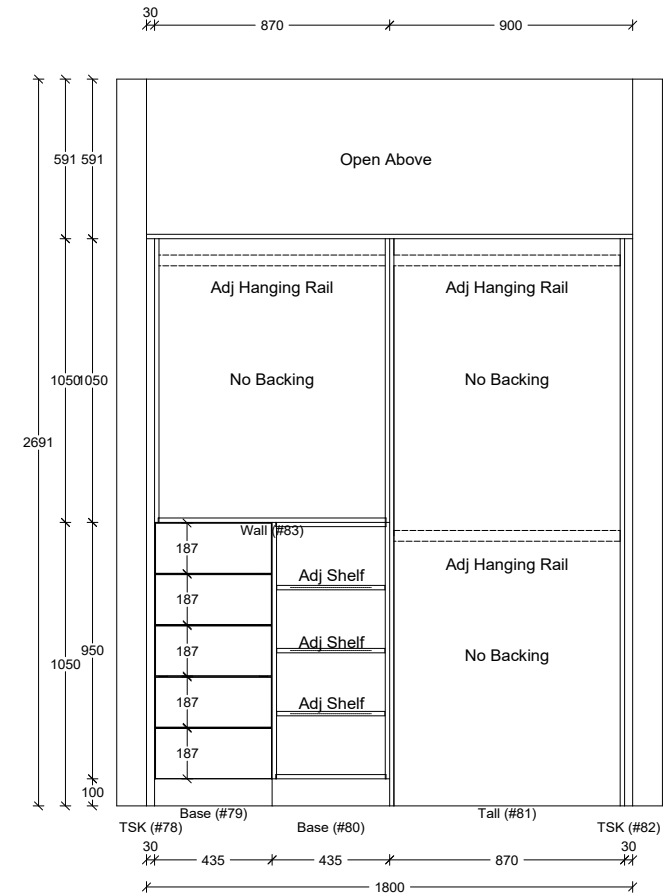 30
870
900
591
591
Open Above
Adj Hanging Rail
Adj Hanging Rail
1050
1050
No Backing
No Backing
2691
Wall (#83)
187
Adj Hanging Rail
Adj Shelf
187
Adj Shelf
187
950
1050
No Backing
187
Adj Shelf
187
100
Base (#79)
Tall (#81)
TSK (#78)
Base (#80)
TSK (#82)
30
435
435
870
30
1800